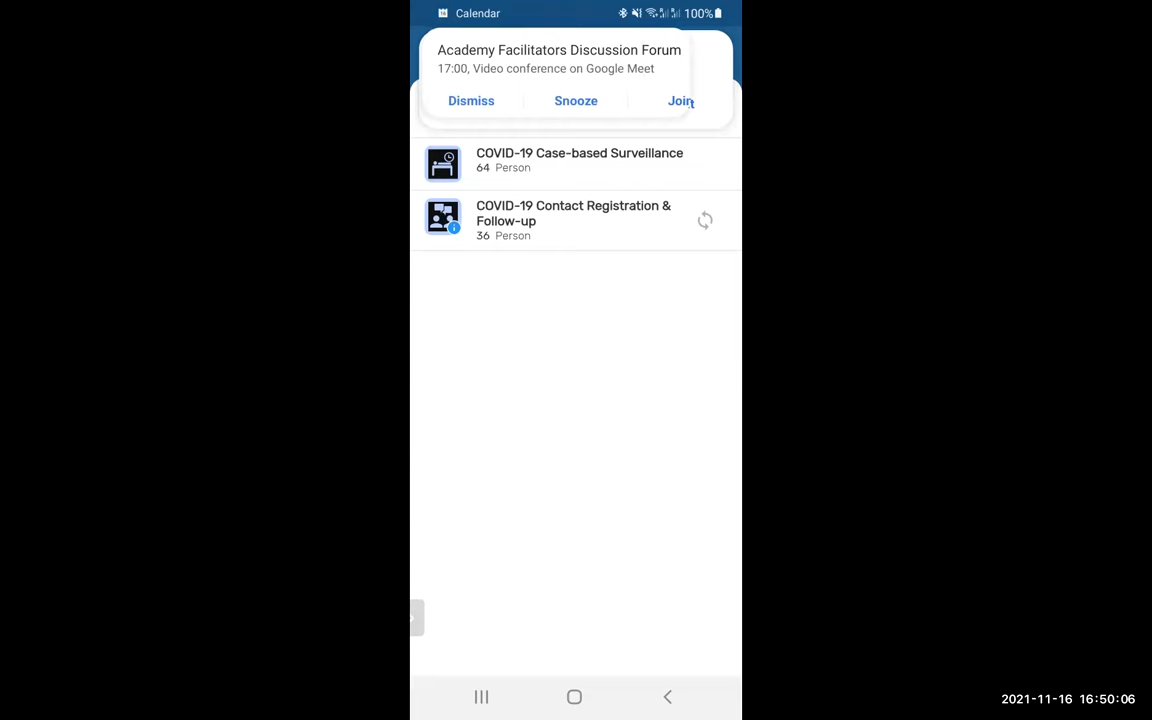 Calendar
100%
Academy Facilitators Discussion Forum
17:00, Video conference on Google Meet
Dismiss
Snooze
Join
COVID-19 Case-based Surveillance
64 Person
COVID-19 Contact Registration &
Follow-up
36 Person
2021-11-16 16:50:06